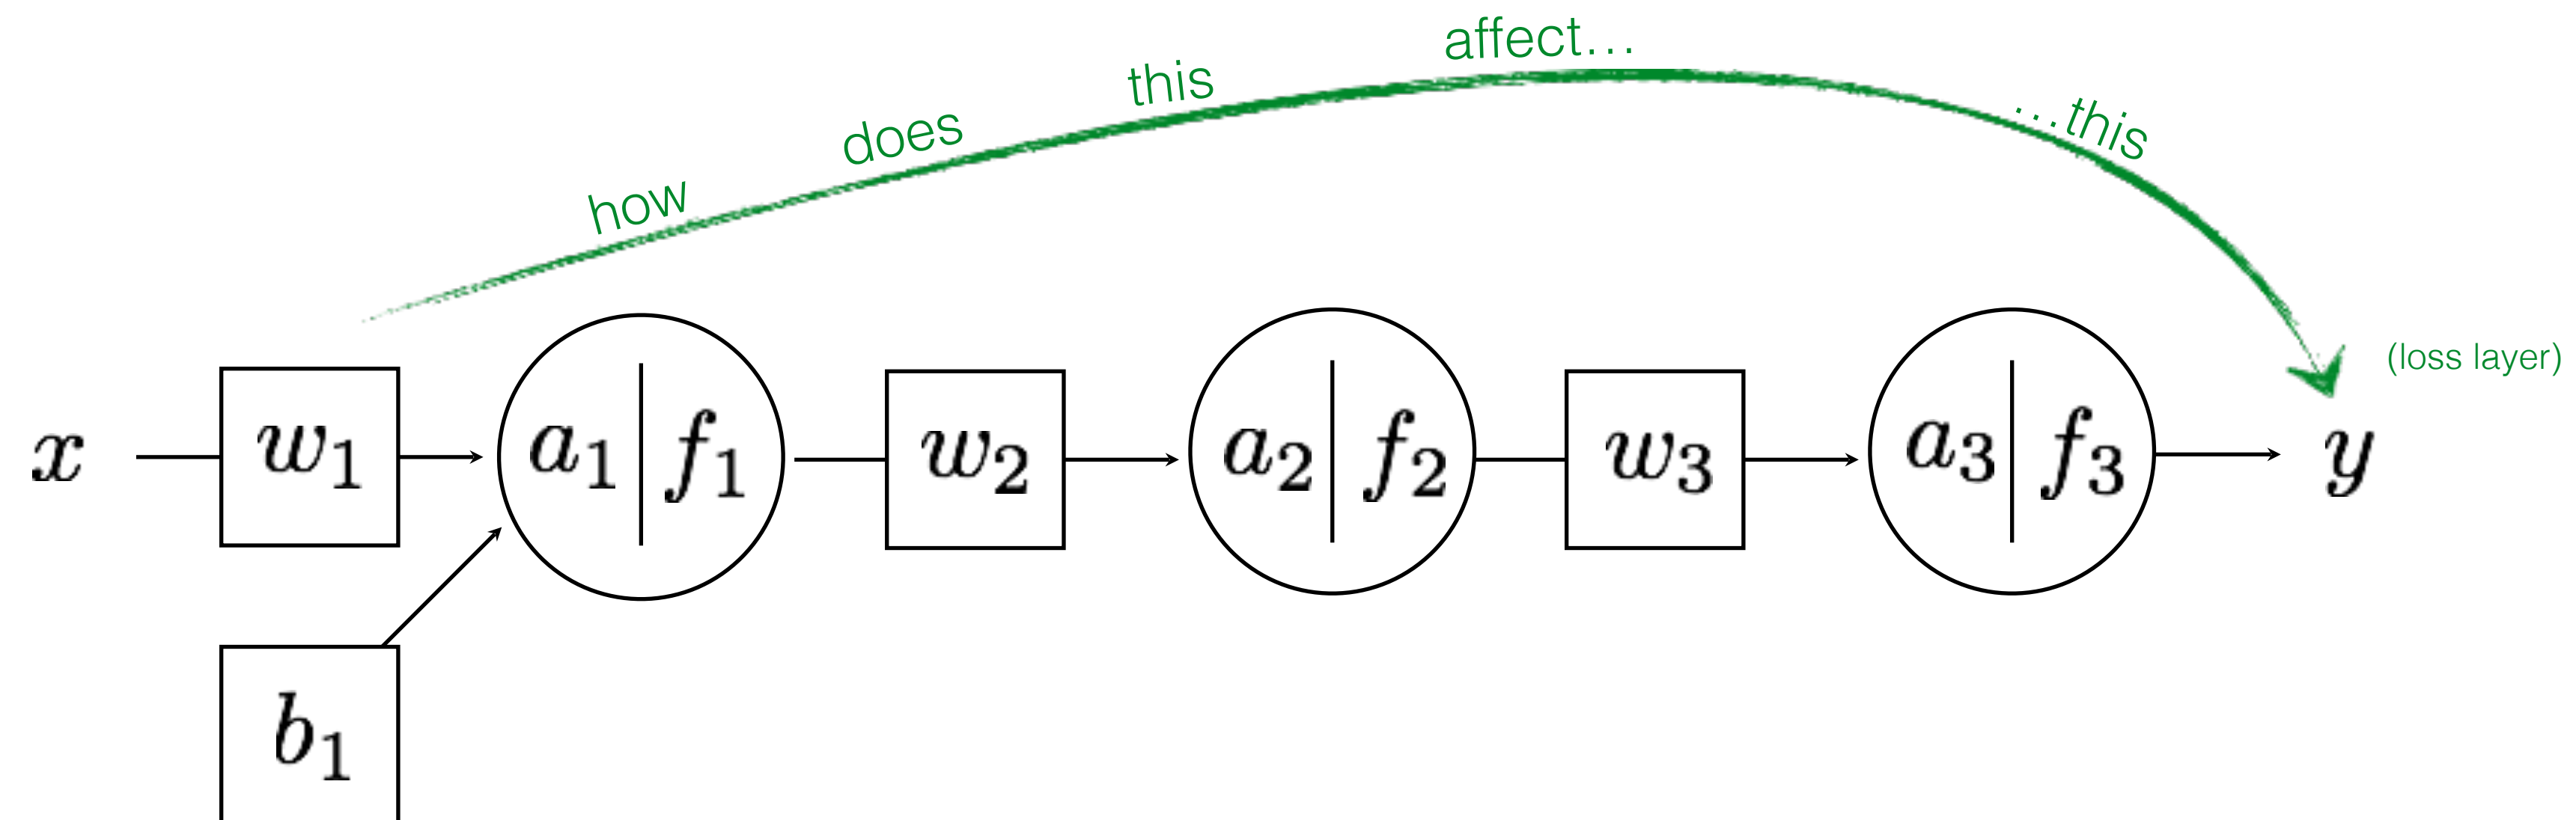 how does this affect… …this
(loss layer)
x w₁ a₁ | f₁ w₂ a₂ | f₂ w₃ a₃ | f₃ y
b₁